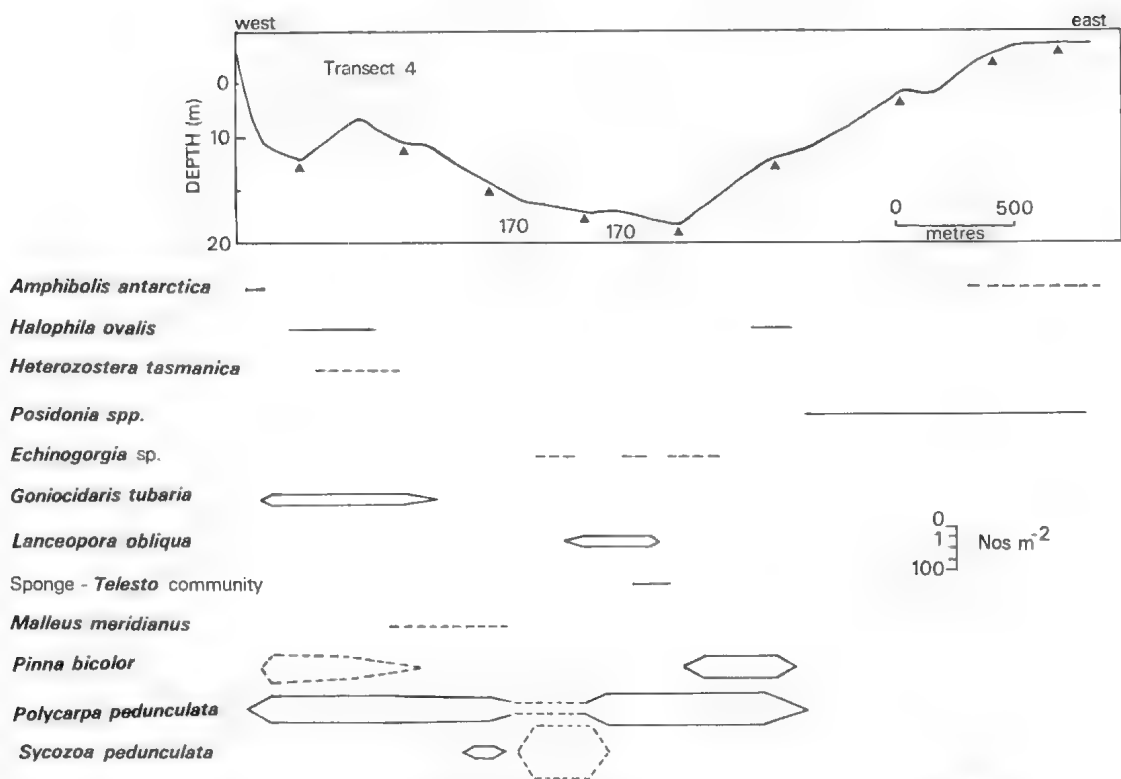 west
east
Transect 4
0
10
20
DEPTH (m)
170
170
0 500
metres
Amphibolis antarctica
Halophila ovalis
Heterozostera tasmanica
Posidonia spp.
Echinogorgia sp.
Goniocidaris tubaria
Lanceopora obliqua
0
1
100
Nos m-2
Sponge - Telesto community
Malleus meridianus
Pinna bicolor
Polycarpa pedunculata
Sycozoa pedunculata